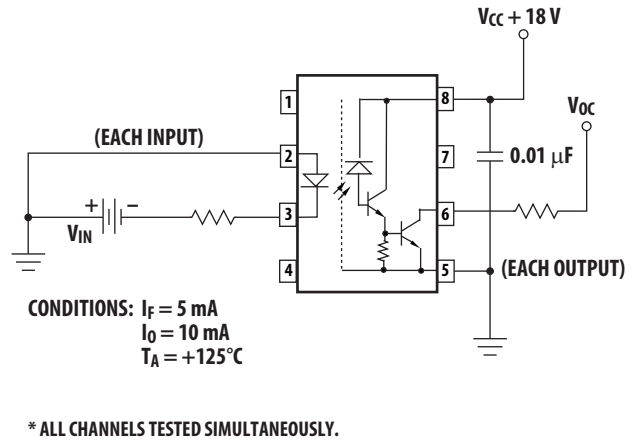 VCC + 18 V
VOC
1
8
(EACH INPUT)
2
7
0.01 μF
+
−
VIN
3
6
4
5
(EACH OUTPUT)
CONDITIONS: IF = 5 mA
IO = 10 mA
TA = +125°C
* ALL CHANNELS TESTED SIMULTANEOUSLY.